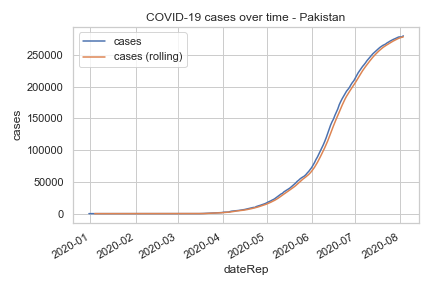 COVID-19 cases over time - Pakistan
cases
cases (rolling)
250000
200000
150000
100000
50000
0
cases
2020-01
2020-02
2020-03
2020-04
2020-05
2020-06
2020-07
2020-08
dateRep